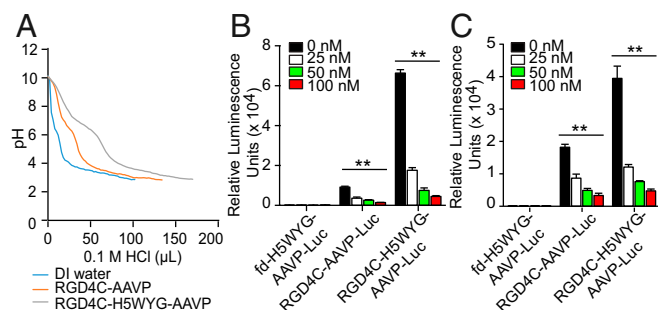 A
12
10
8
6
4
2
0
pH
0 50 100 150 200
0.1 M HCl (µL)
DI water
RGD4C-AAVP
RGD4C-H5WYG-AAVP
B
Relative Luminescence
Units (x 10⁴)
8
6
4
2
0
0 nM
25 nM
50 nM
100 nM
**
**
fd-H5WYG-
AAVP-Luc
RGD4C-AAVP-Luc
RGD4C-H5WYG-
AAVP-Luc
C
Relative Luminescence
Units (x 10⁴)
5
4
3
2
1
0
0 nM
25 nM
50 nM
100 nM
**
**
fd-H5WYG-
AAVP-Luc
RGD4C-AAVP-Luc
RGD4C-H5WYG-
AAVP-Luc